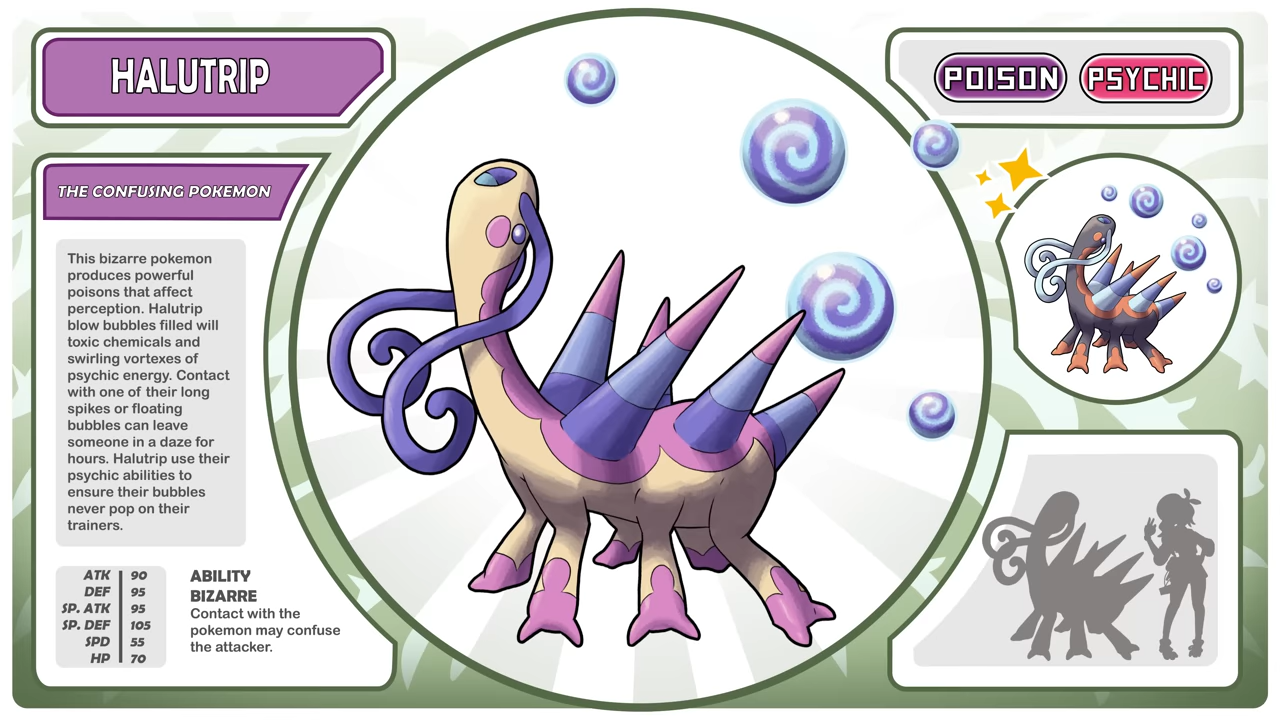 HALUTRIP
POISON PSYCHIC
THE CONFUSING POKEMON
This bizarre pokemon
produces powerful
poisons that affect
perception. Halutrip
blow bubbles filled will
toxic chemicals and
swirling vortexes of
psychic energy. Contact
with one of their long
spikes or floating
bubbles can leave
someone in a daze for
hours. Halutrip use their
psychic abilities to
ensure their bubbles
never pop on their
trainers.
ATK 90
DEF 95
SP. ATK 95
SP. DEF 105
SPD 55
HP 70
ABILITY
BIZARRE
Contact with the
pokemon may confuse
the attacker.